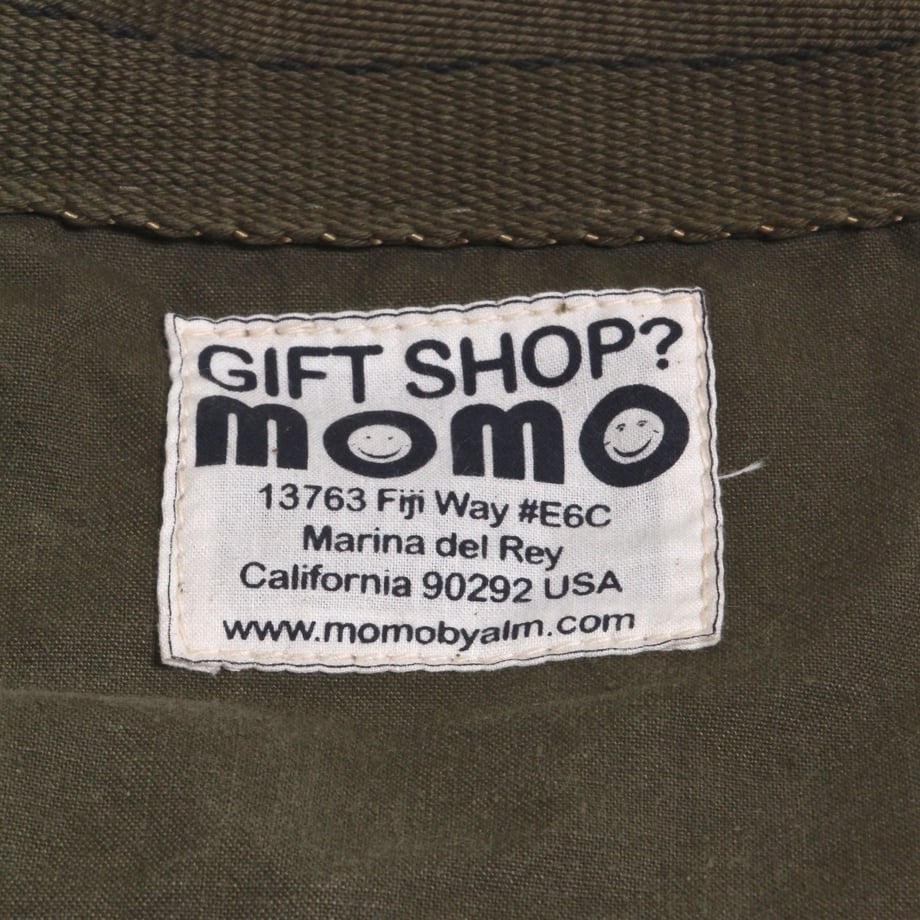 GIFT SHOP?
momo
13763 Fiji Way #E6C
Marina del Rey
California 90292 USA
www.momobyalm.com